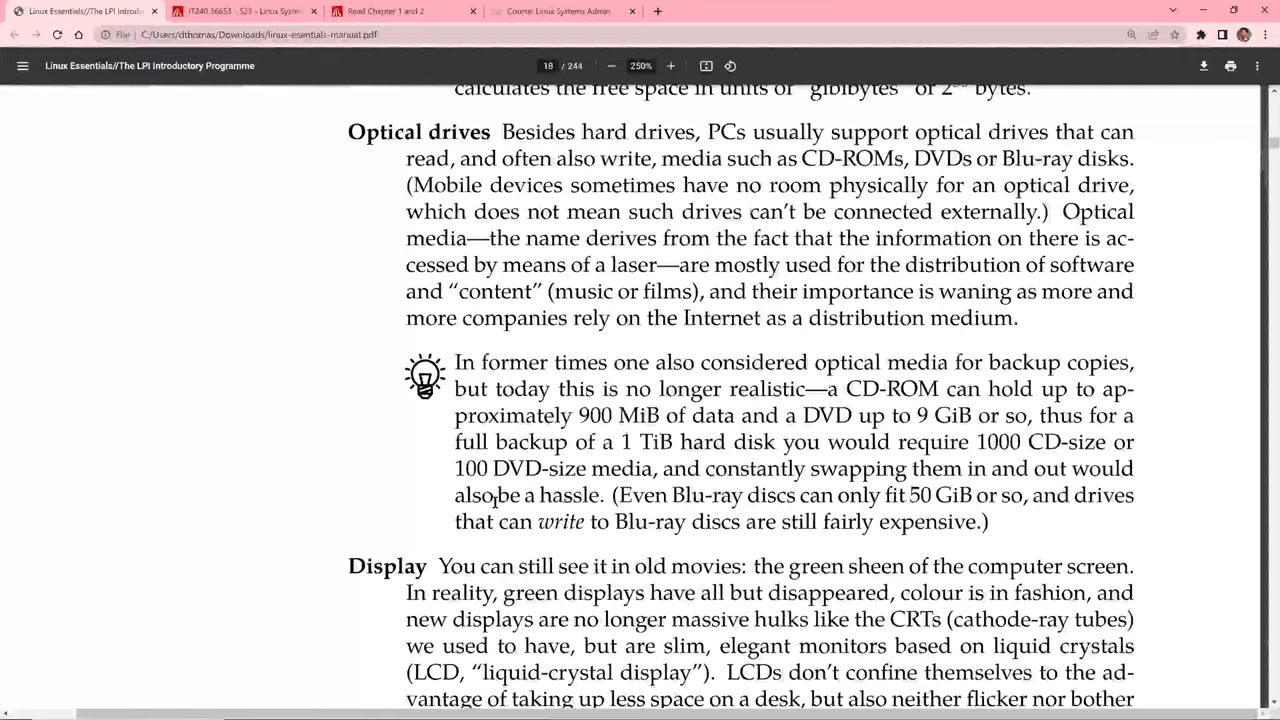 Linux Essentials//The LPI Introdu
IT240 36653 - S23 - Linux System
Read Chapter 1 and 2
Course: Linux Systems Admin
File
C:/Users/dthomas/Downloads/linux-esentials-manual.pdf
Linux Essentials//The LPI Introductory Programme
18 / 244
250%
calculates the free space in units of "gibibytes" or 2³⁰ bytes.
Optical drives Besides hard drives, PCs usually support optical drives that can
read, and often also write, media such as CD-ROMs, DVDs or Blu-ray disks.
(Mobile devices sometimes have no room physically for an optical drive,
which does not mean such drives can't be connected externally.) Optical
media—the name derives from the fact that the information on there is ac-
cessed by means of a laser—are mostly used for the distribution of software
and “content” (music or films), and their importance is waning as more and
more companies rely on the Internet as a distribution medium.
In former times one also considered optical media for backup copies,
but today this is no longer realistic—a CD-ROM can hold up to ap-
proximately 900 MiB of data and a DVD up to 9 GiB or so, thus for a
full backup of a 1 TiB hard disk you would require 1000 CD-size or
100 DVD-size media, and constantly swapping them in and out would
also be a hassle. (Even Blu-ray discs can only fit 50 GiB or so, and drives
that can write to Blu-ray discs are still fairly expensive.)
Display You can still see it in old movies: the green sheen of the computer screen.
In reality, green displays have all but disappeared, colour is in fashion, and
new displays are no longer massive hulks like the CRTs (cathode-ray tubes)
we used to have, but are slim, elegant monitors based on liquid crystals
(LCD, “liquid-crystal display”). LCDs don't confine themselves to the ad-
vantage of taking up less space on a desk, but also neither flicker nor bother